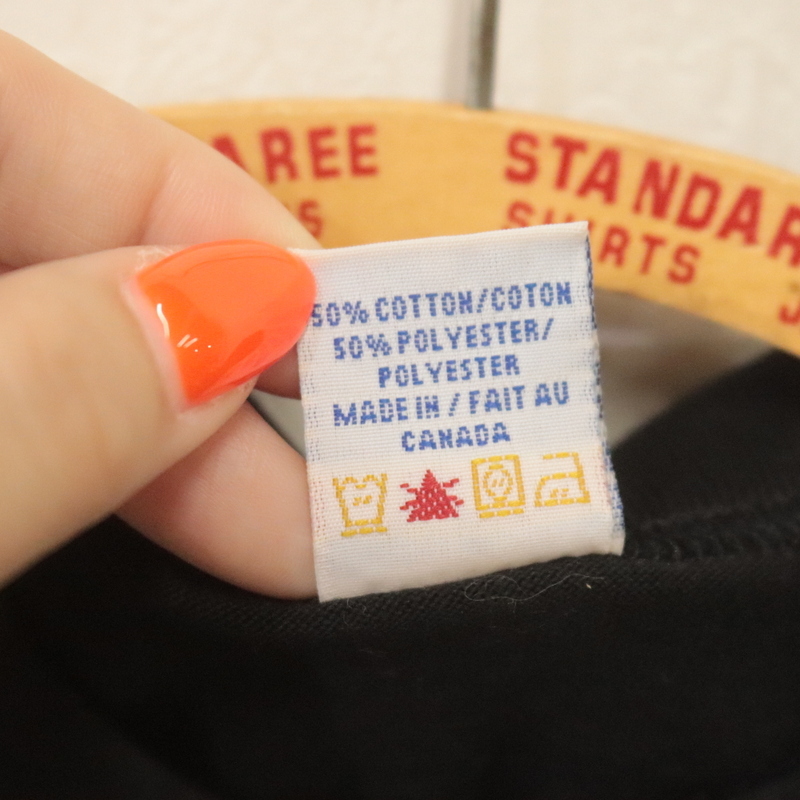 AREE STANDAR
S SHIRTS J
50% COTTON/COTON
50% POLYESTER/
POLYESTER
MADE IN / FAIT AU
CANADA